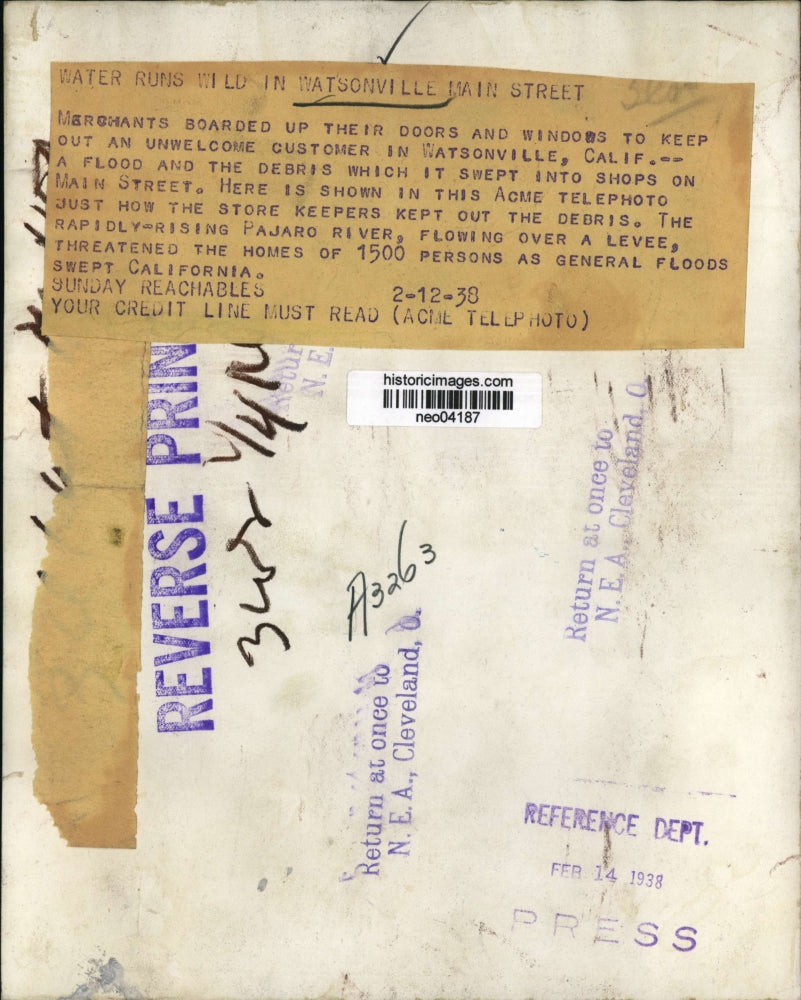 WATER RUNS WILD IN WATSONVILLE MAIN STREET
MERCHANTS BOARDED UP THEIR DOORS AND WINDOWS TO KEEP
OUT AN UNWELCOME CUSTOMER IN WATSONVILLE, CALIF.--
A FLOOD AND THE DEBRIS WHICH IT SWEPT INTO SHOPS ON
MAIN STREET. HERE IS SHOWN IN THIS ACME TELEPHOTO
JUST HOW THE STORE KEEPERS KEPT OUT THE DEBRIS. THE
RAPIDLY-RISING PAJARO RIVER, FLOWING OVER A LEVEE,
THREATENED THE HOMES OF 1500 PERSONS AS GENERAL FLOODS
SWEPT CALIFORNIA.
SUNDAY REACHABLES 2-12-38
YOUR CREDIT LINE MUST READ (ACME TELEPHOTO)
Retur
N. E.
historicimages.com
neo04187
REVERSE PRIN
A3263
Return at once to
N. E. A., Cleveland, O.
Return at once to
N. E. A., Cleveland, O.
REFERENCE DEPT.
FEB 14 1938
PRESS